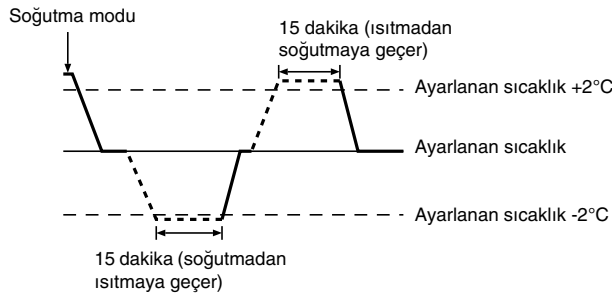 Soğutma modu
15 dakika (ısıtmadan
soğutmaya geçer)
Ayarlanan sıcaklık +2°C
Ayarlanan sıcaklık
Ayarlanan sıcaklık -2°C
15 dakika (soğutmadan
ısıtmaya geçer)